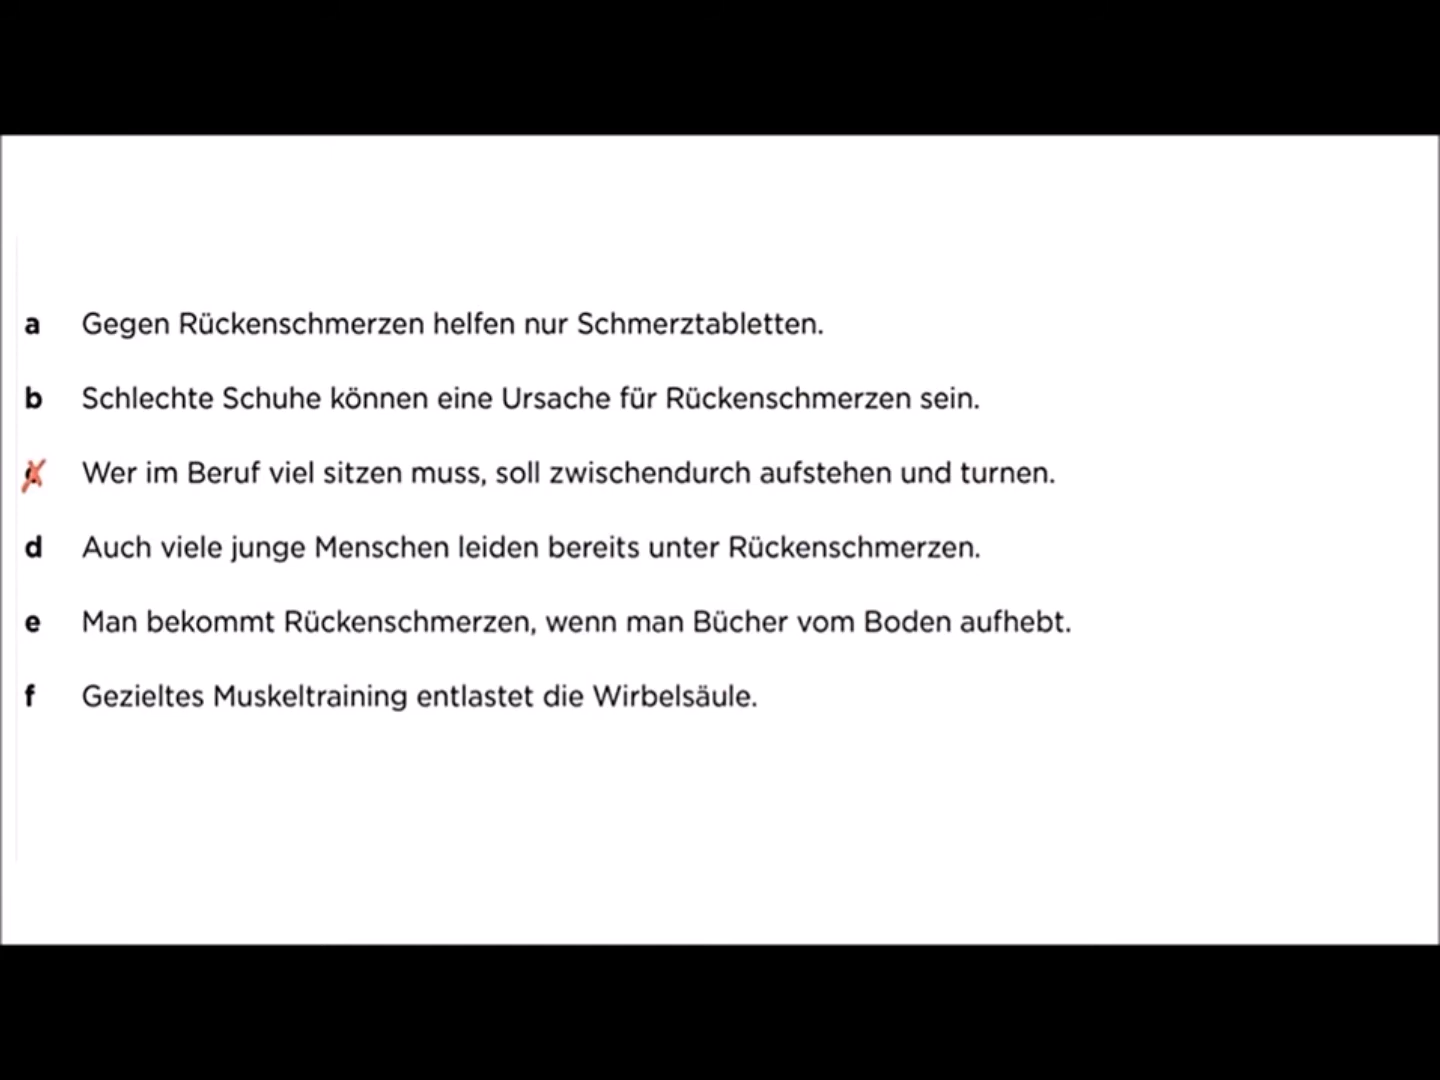 a Gegen Rückenschmerzen helfen nur Schmerztabletten.
b Schlechte Schuhe können eine Ursache für Rückenschmerzen sein.
Wer im Beruf viel sitzen muss, soll zwischendurch aufstehen und turnen.
d Auch viele junge Menschen leiden bereits unter Rückenschmerzen.
e Man bekommt Rückenschmerzen, wenn man Bücher vom Boden aufhebt.
f Gezieltes Muskeltraining entlastet die Wirbelsäule.